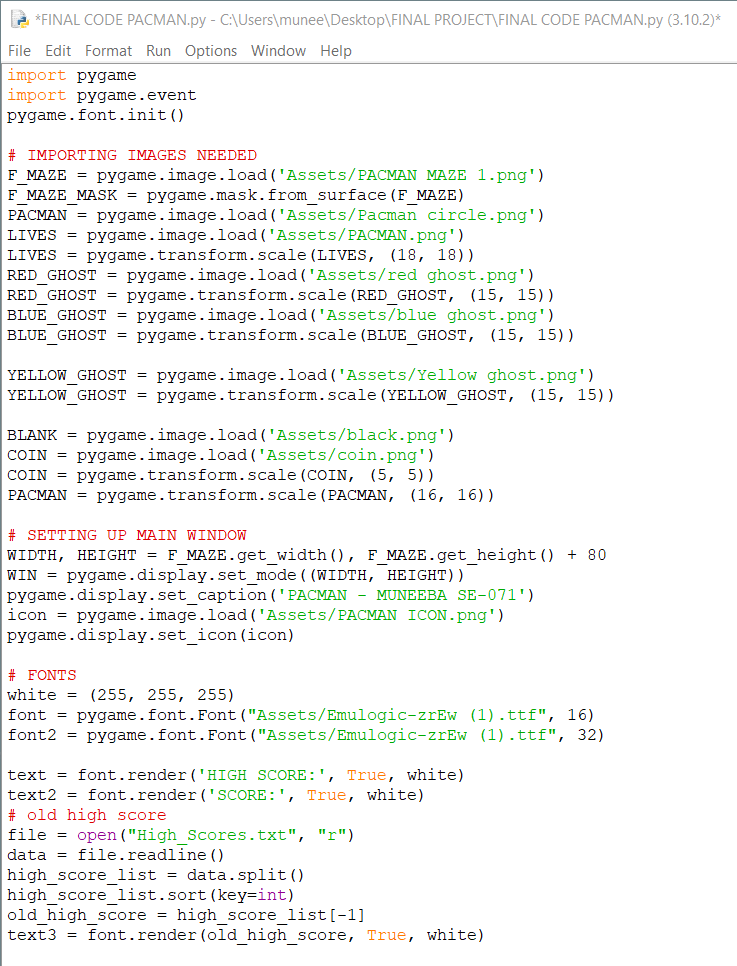 *FINAL CODE PACMAN.py - C:\Users\munee\Desktop\FINAL PROJECT\FINAL CODE PACMAN.py (3.10.2)*
File Edit Format Run Options Window Help
import pygame
import pygame.event
pygame.font.init()
# IMPORTING IMAGES NEEDED
F_MAZE = pygame.image.load('Assets/PACMAN MAZE 1.png')
F_MAZE_MASK = pygame.mask.from_surface(F_MAZE)
PACMAN = pygame.image.load('Assets/Pacman circle.png')
LIVES = pygame.image.load('Assets/PACMAN.png')
LIVES = pygame.transform.scale(LIVES, (18, 18))
RED_GHOST = pygame.image.load('Assets/red ghost.png')
RED_GHOST = pygame.transform.scale(RED_GHOST, (15, 15))
BLUE_GHOST = pygame.image.load('Assets/blue ghost.png')
BLUE_GHOST = pygame.transform.scale(BLUE_GHOST, (15, 15))
YELLOW_GHOST = pygame.image.load('Assets/Yellow ghost.png')
YELLOW_GHOST = pygame.transform.scale(YELLOW_GHOST, (15, 15))
BLANK = pygame.image.load('Assets/black.png')
COIN = pygame.image.load('Assets/coin.png')
COIN = pygame.transform.scale(COIN, (5, 5))
PACMAN = pygame.transform.scale(PACMAN, (16, 16))
# SETTING UP MAIN WINDOW
WIDTH, HEIGHT = F_MAZE.get_width(), F_MAZE.get_height() + 80
WIN = pygame.display.set_mode((WIDTH, HEIGHT))
pygame.display.set_caption('PACMAN - MUNEEBA SE-071')
icon = pygame.image.load('Assets/PACMAN ICON.png')
pygame.display.set_icon(icon)
# FONTS
white = (255, 255, 255)
font = pygame.font.Font("Assets/Emulogic-zrEw (1).ttf", 16)
font2 = pygame.font.Font("Assets/Emulogic-zrEw (1).ttf", 32)
text = font.render('HIGH SCORE:', True, white)
text2 = font.render('SCORE:', True, white)
# old high score
file = open("High_Scores.txt", "r")
data = file.readline()
high_score_list = data.split()
high_score_list.sort(key=int)
old_high_score = high_score_list[-1]
text3 = font.render(old_high_score, True, white)